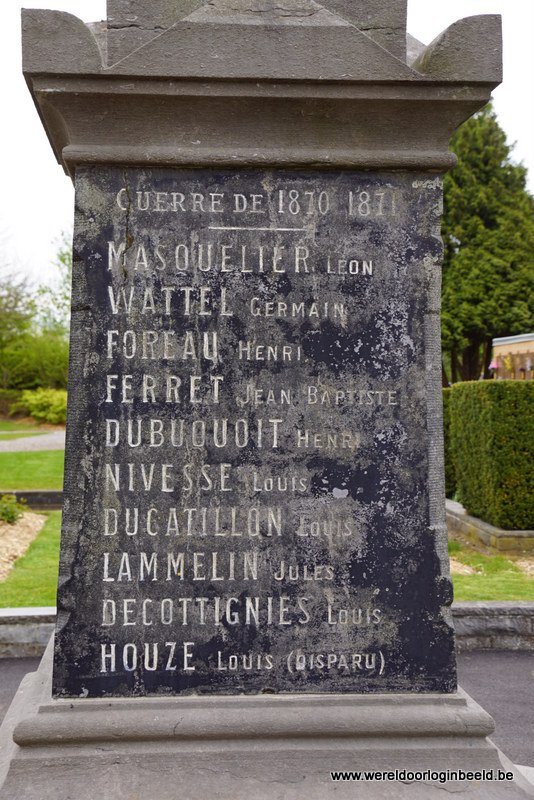 GUERRE DE 1870 1871
MASQUELIER LEON
WATTEL GERMAIN
FOREAU HENRI
FERRET JEAN BAPTISTE
DUBUQUOIT HENRI
NIVESSE LOUIS
DUCATILLON LOUIS
LAMMELIN JULES
DECOTTIGNIES LOUIS
HOUZE LOUIS (DISPARU)
www.wereldoorloginbeeld.be